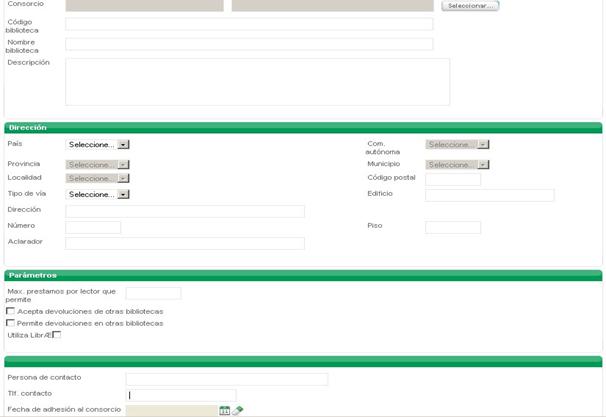 Consorcio Seleccionar...
Código
biblioteca
Nombre
biblioteca
Descripción
Dirección
País Seleccione... Com.
autónoma Seleccione...
Provincia Seleccione... Municipio Seleccione...
Localidad Seleccione... Código postal
Tipo de vía Seleccione... Edificio
Dirección
Número Piso
Aclarador
Parámetros
Max. prestamos por lector que
permite
Acepta devoluciones de otras bibliotecas
Permite devoluciones en otras bibliotecas
Utiliza LibrÆ
Persona de contacto
Tlf. contacto
Fecha de adhesión al consorcio